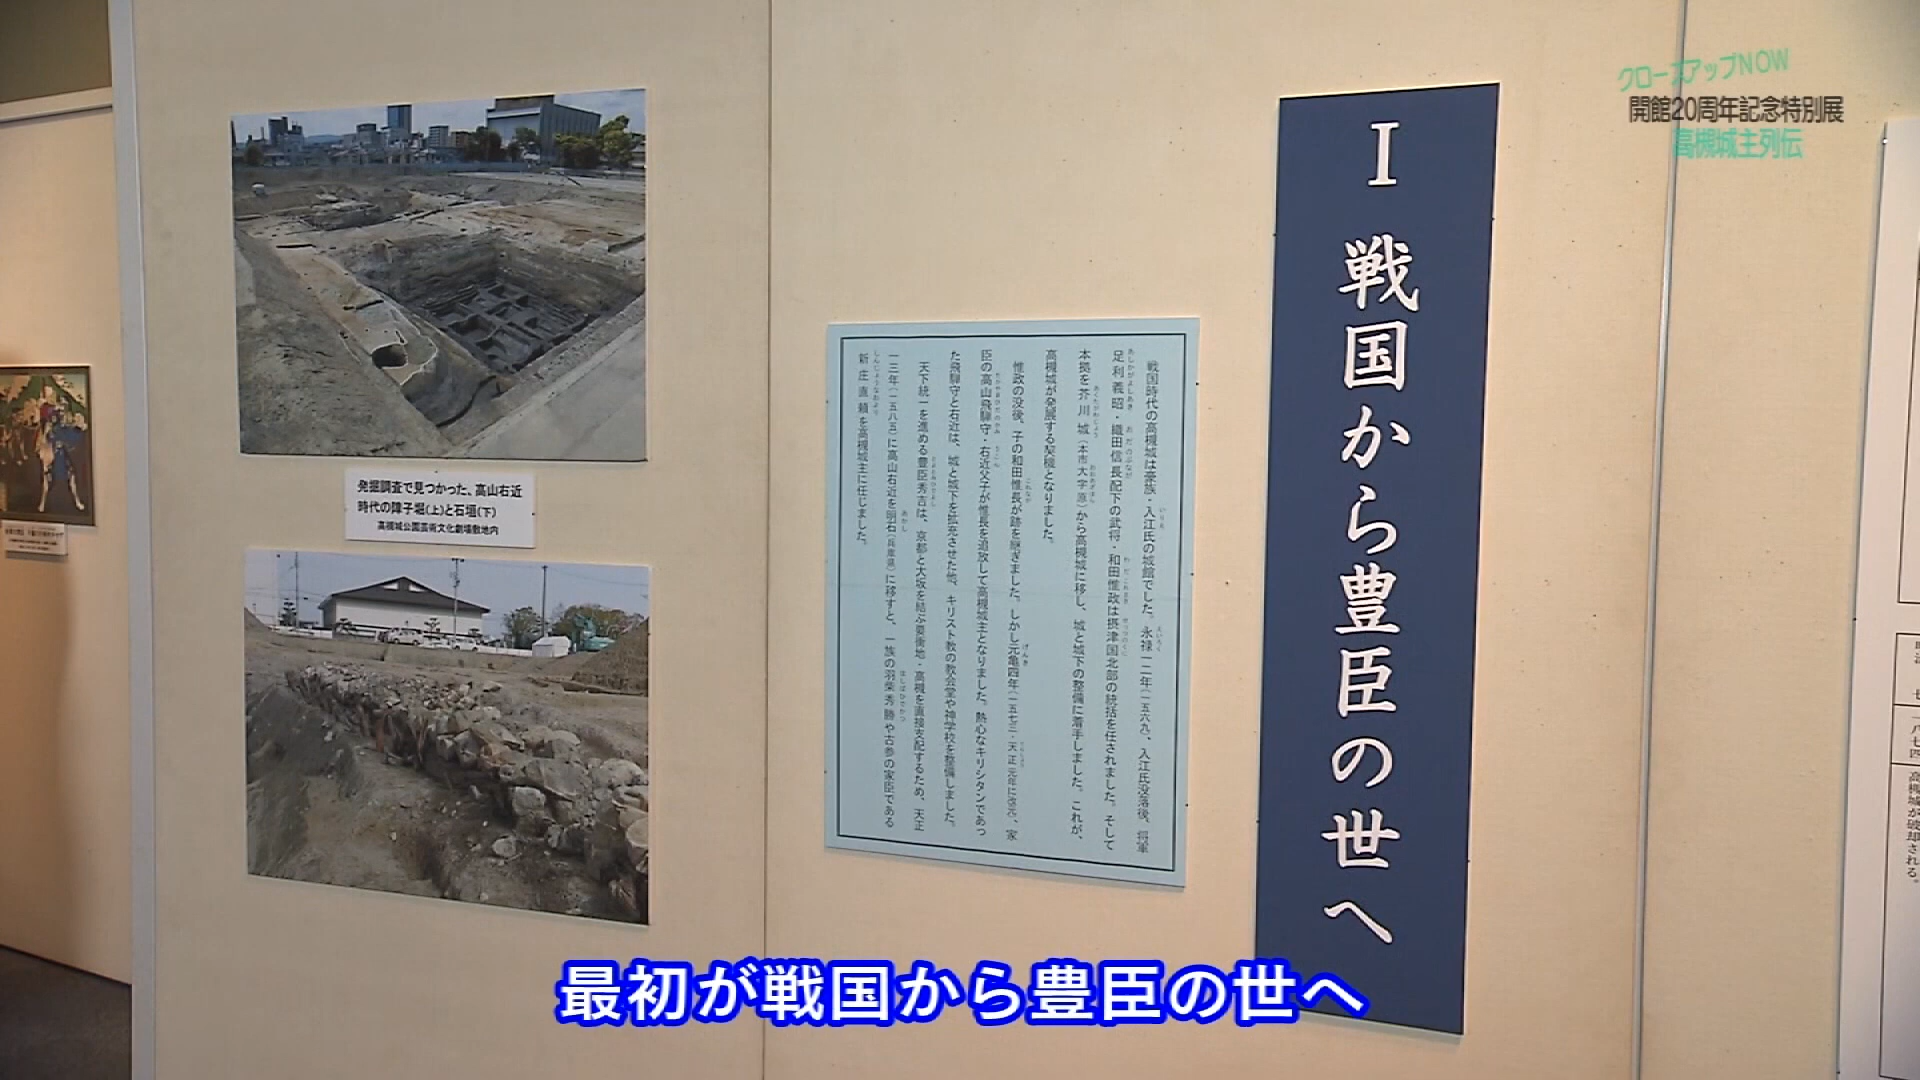 クローズアップNOW
開館20周年記念特別展
高槻城主列伝
Ⅰ 戦国から豊臣の世へ
戦国時代の高槻城は豪族・入江氏の城館でした。永禄一二年(一五六九)、入江氏没落後、将軍
足利義昭・織田信長配下の武将・和田惟政は摂津国北部の統括を任されました。そして
本拠を芥川城(本市大字原)から高槻城に移し、城と城下の整備に着手しました。これが、
高槻城が発展する契機となりました。
惟政の没後、子の和田惟長が跡を継ぎました。しかし元亀四年(一五七三・天正元年に改元)、家
臣の高山飛騨守・右近父子が惟長を追放して高槻城主となりました。熱心なキリシタンであっ
た飛騨守と右近は、城と城下を拡充させた他、キリスト教の教会堂や神学校を整備しました。
天下統一を進める豊臣秀吉は、京都と大坂を結ぶ要衝地・高槻を直接支配するため、天正
一三年(一五八五)に高山右近を明石(兵庫県)に移すと、一族の羽柴秀勝や古参の家臣である
新庄直頼を高槻城主に任じました。
発掘調査で見つかった、高山右近
時代の障子堀(上)と石垣(下)
高槻城公園芸術文化劇場敷地内
一八七四
高槻城が破却される。
最初が戦国から豊臣の世へ